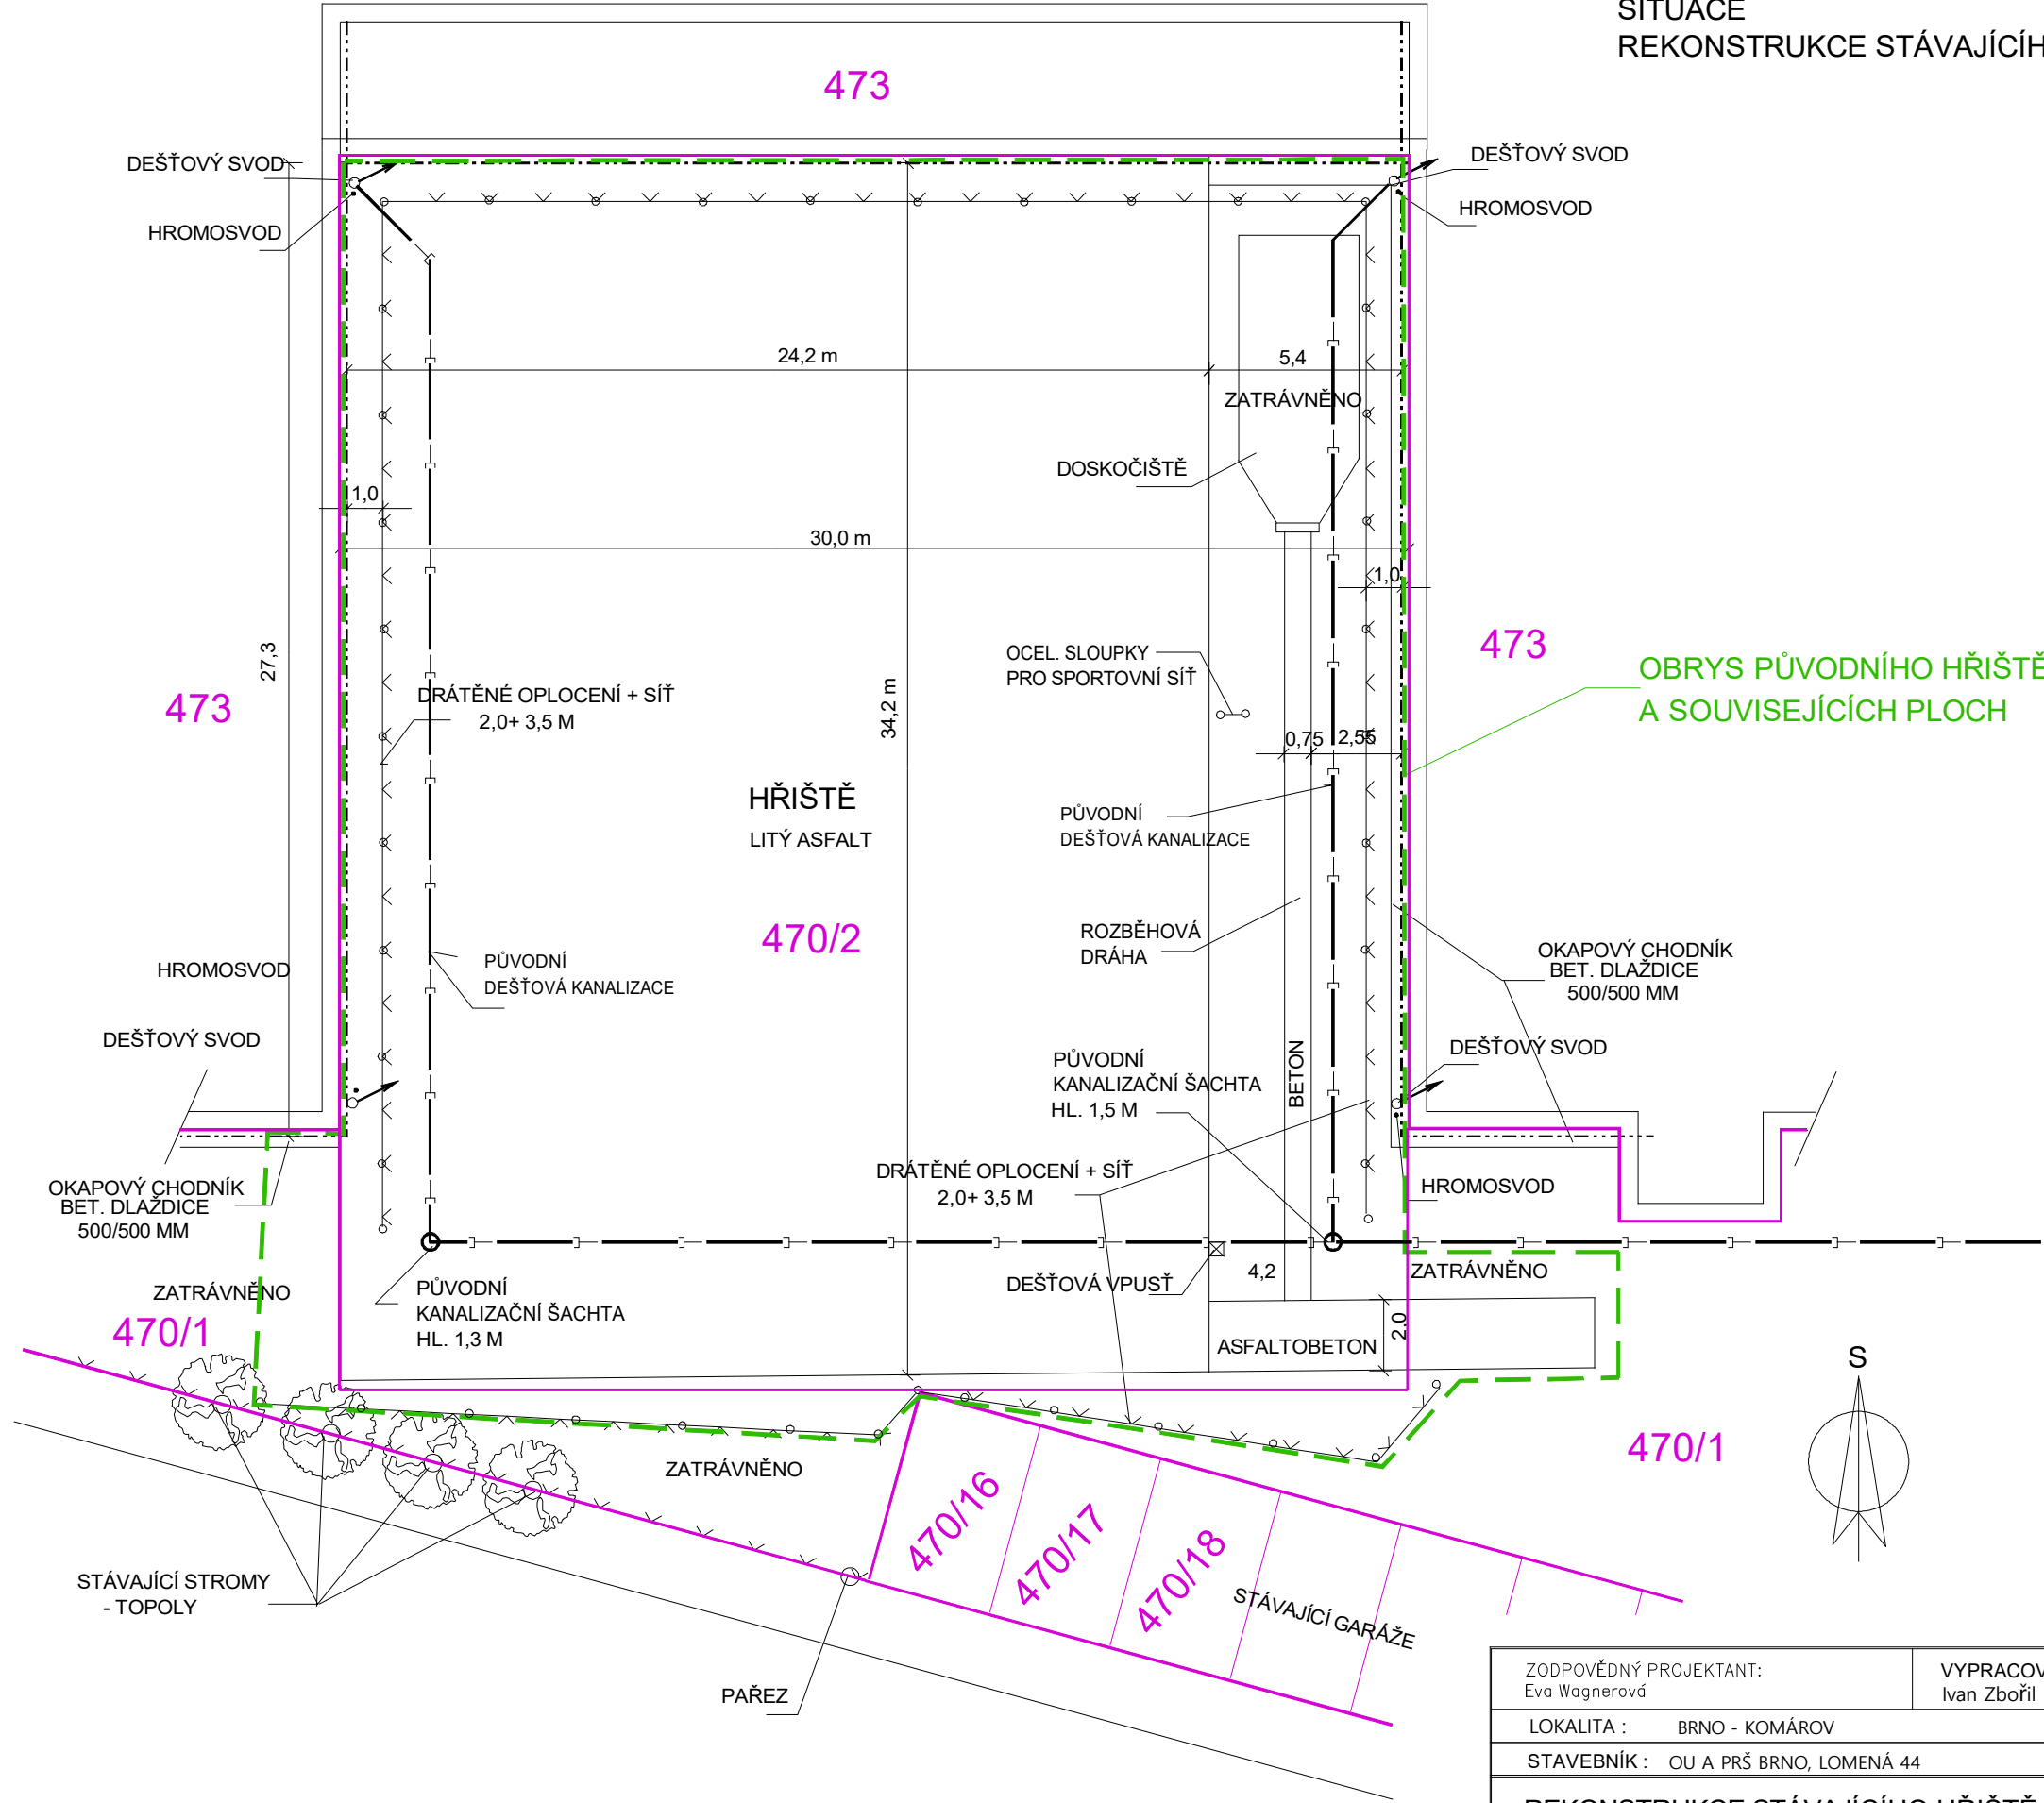 SITUACE
REKONSTRUKCE STÁVAJÍCÍH
473
DEŠŤOVÝ SVOD
DEŠŤOVÝ SVOD
HROMOSVOD
HROMOSVOD
24,2 m
5,4
ZATRÁVNĚNO
DOSKOČIŠTĚ
1,0
30,0 m
1,0
27,3
473
473
OCEL. SLOUPKY
PRO SPORTOVNÍ SÍŤ
OBRYS PŮVODNÍHO HŘIŠTĚ
A SOUVISEJÍCÍCH PLOCH
DRÁTĚNÉ OPLOCENÍ + SÍŤ
2,0+ 3,5 M
34,2 m
0,75
2,55
HŘIŠTĚ
LITÝ ASFALT
PŮVODNÍ
DEŠŤOVÁ KANALIZACE
470/2
ROZBĚHOVÁ
DRÁHA
PŮVODNÍ
DEŠŤOVÁ KANALIZACE
HROMOSVOD
OKAPOVÝ CHODNÍK
BET. DLAŽDICE
500/500 MM
DEŠŤOVÝ SVOD
PŮVODNÍ
KANALIZAČNÍ ŠACHTA
HL. 1,5 M
BETON
DEŠŤOVÝ SVOD
DRÁTĚNÉ OPLOCENÍ + SÍŤ
2,0+ 3,5 M
HROMOSVOD
OKAPOVÝ CHODNÍK
BET. DLAŽDICE
500/500 MM
ZATRÁVNĚNO
470/1
PŮVODNÍ
KANALIZAČNÍ ŠACHTA
HL. 1,3 M
DEŠŤOVÁ VPUSŤ
4,2
ZATRÁVNĚNO
ASFALTOBETON
2,0
S
470/1
ZATRÁVNĚNO
470/16
470/17
470/18
STÁVAJÍCÍ GARÁŽE
STÁVAJÍCÍ STROMY
- TOPOLY
PAŘEZ
ZODPOVĚDNÝ PROJEKTANT:
Eva Wagnerová
VYPRACOV
Ivan Zbořil
LOKALITA : BRNO - KOMÁROV
STAVEBNÍK : OU A PRŠ BRNO, LOMENÁ 44
REKONSTRUKCE STÁVAJÍCÍHO HŘIŠTĚ